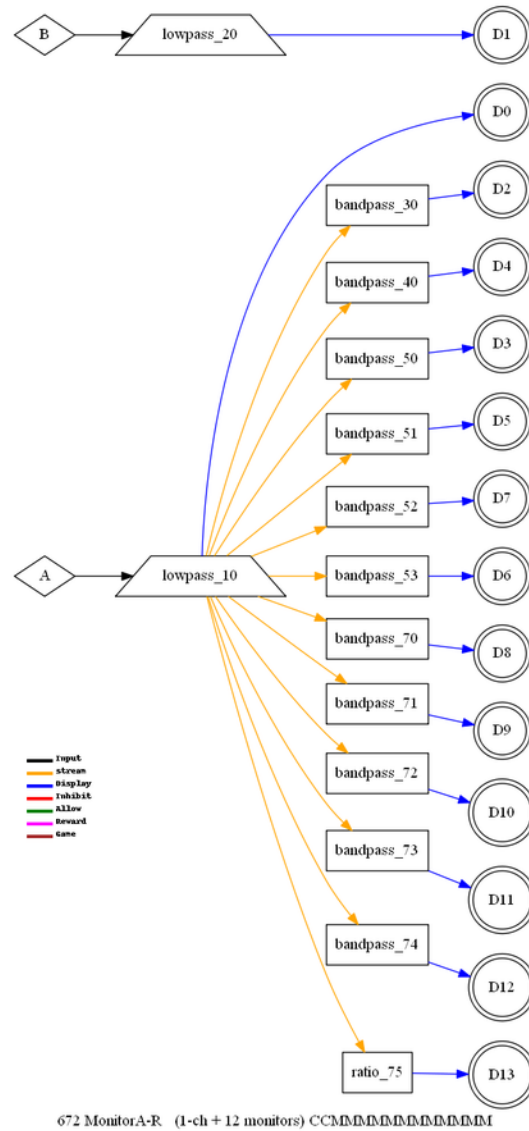 B
lowpass_20
D1
D0
bandpass_30
D2
bandpass_40
D4
bandpass_50
D3
bandpass_51
D5
bandpass_52
D7
A
lowpass_10
bandpass_53
D6
bandpass_70
D8
bandpass_71
D9
bandpass_72
D10
bandpass_73
D11
bandpass_74
D12
ratio_75
D13
Input
stream
Display
Inhibit
Allow
Reward
Game
672 MonitorA-R (1-ch + 12 monitors) CCMMMMMMMMMMMM